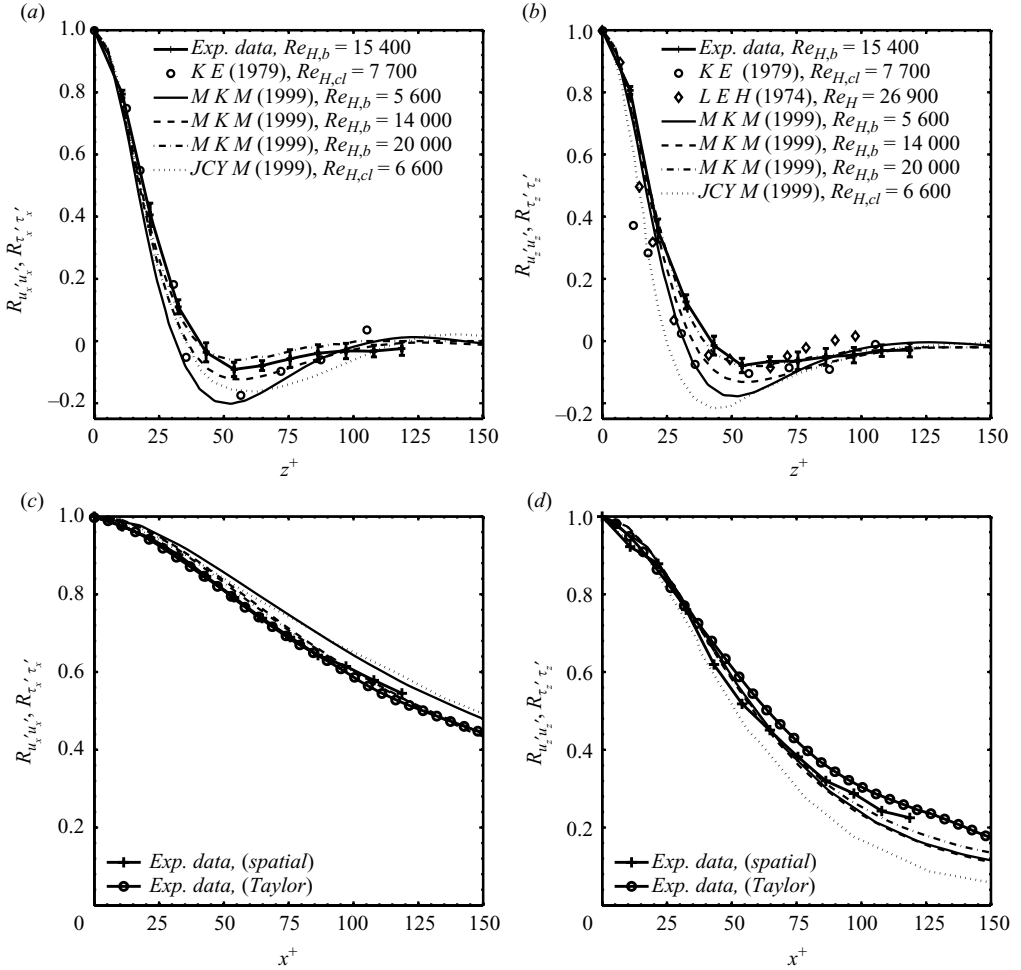 (a)
1.0
0.8
0.6
0.4
0.2
0
–0.2
R_{u_x′u_x′}, R_{τ_x′τ_x′}
Exp. data, Re_{H,b} = 15 400
K E (1979), Re_{H,cl} = 7 700
M K M (1999), Re_{H,b} = 5 600
M K M (1999), Re_{H,b} = 14 000
M K M (1999), Re_{H,b} = 20 000
JCY M (1999), Re_{H,cl} = 6 600
0 25 50 75 100 125 150
z^+
(b)
1.0
0.8
0.6
0.4
0.2
0
–0.2
R_{u_z′u_z′}, R_{τ_z′τ_z′}
Exp. data, Re_{H,b} = 15 400
K E (1979), Re_{H,cl} = 7 700
L E H (1974), Re_H = 26 900
M K M (1999), Re_{H,b} = 5 600
M K M (1999), Re_{H,b} = 14 000
M K M (1999), Re_{H,b} = 20 000
JCY M (1999), Re_{H,cl} = 6 600
0 25 50 75 100 125 150
z^+
(c)
1.0
0.8
0.6
0.4
0.2
R_{u_x′u_x′}, R_{τ_x′τ_x′}
Exp. data, (spatial)
Exp. data, (Taylor)
0 25 50 75 100 125 150
x^+
(d)
1.0
0.8
0.6
0.4
0.2
R_{u_z′u_z′}, R_{τ_z′τ_z′}
Exp. data, (spatial)
Exp. data, (Taylor)
0 25 50 75 100 125 150
x^+